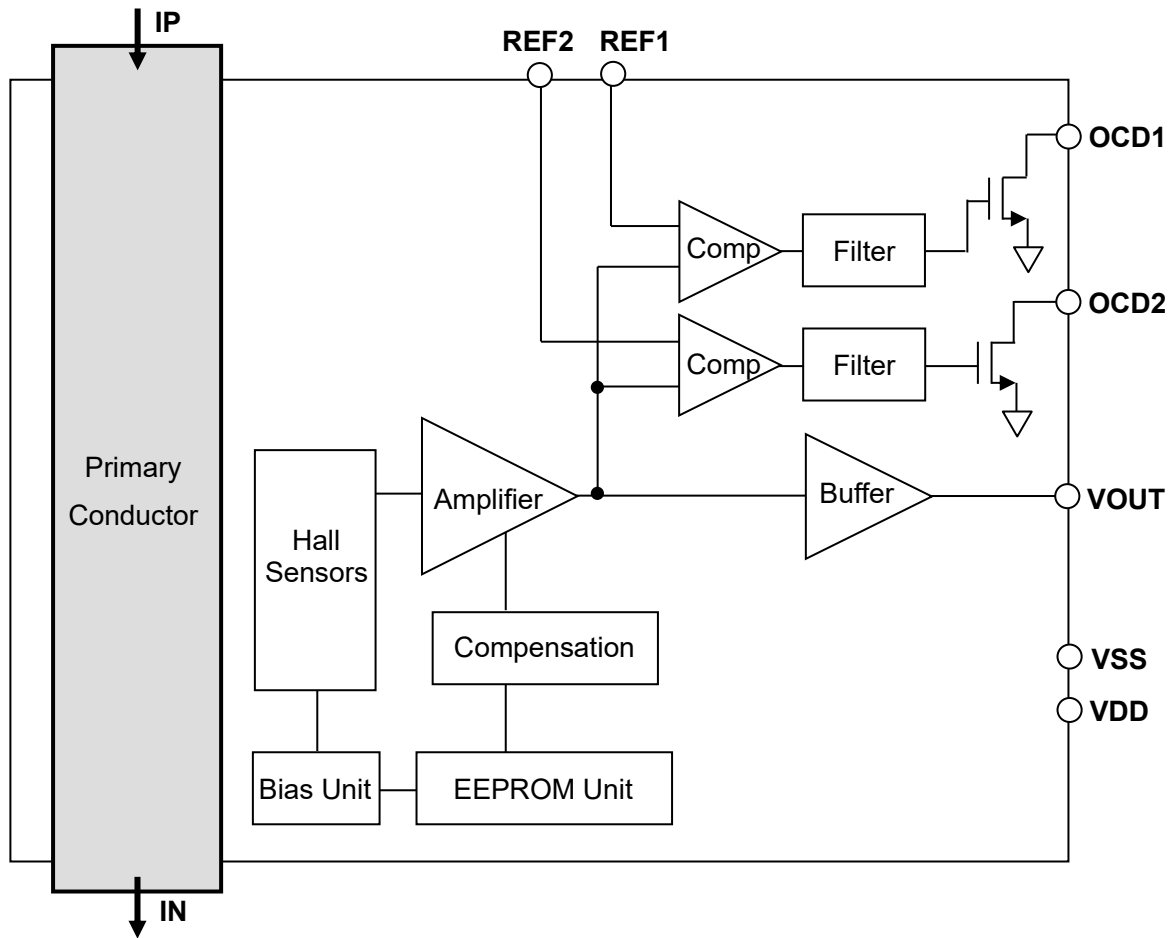 IP
REF2
REF1
OCD1
Comp
Filter
OCD2
Comp
Filter
Primary
Conductor
Hall
Sensors
Amplifier
Buffer
VOUT
Compensation
VSS
VDD
Bias Unit
EEPROM Unit
IN